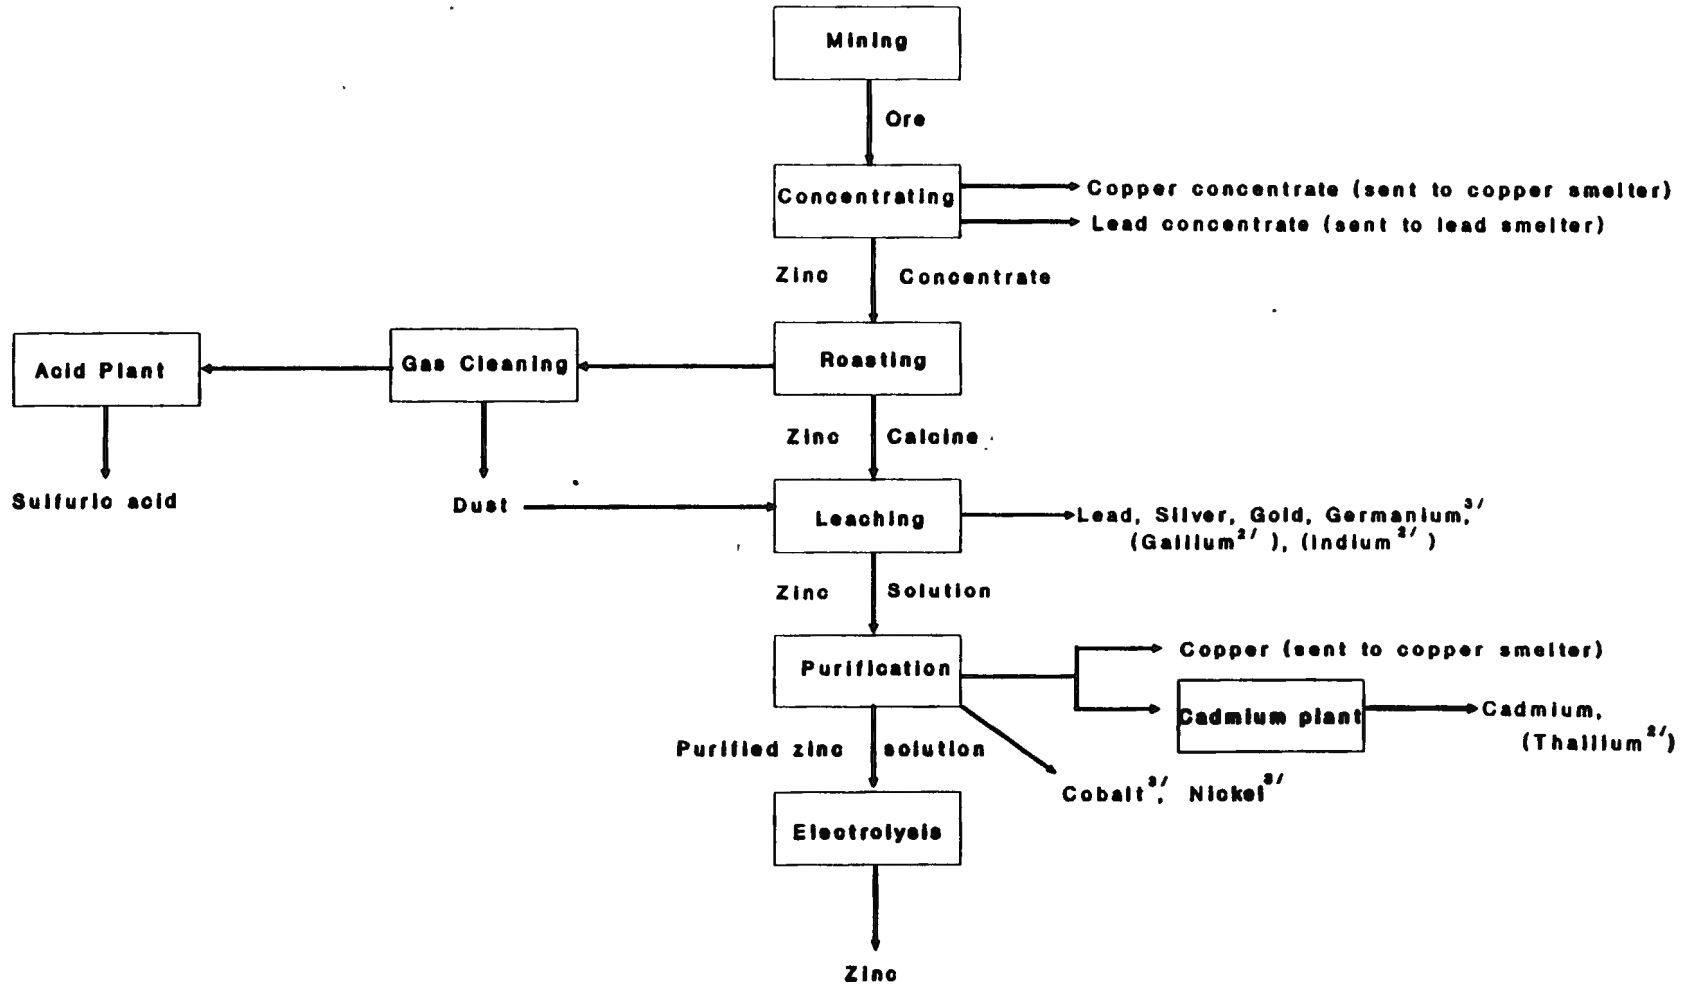 Mining
Ore
Concentrating
Copper concentrate (sent to copper smelter)
Lead concentrate (sent to lead smelter)
Zinc Concentrate
Acid Plant
Gas Cleaning
Roasting
Zinc Calcine
Sulfuric acid
Dust
Leaching
Lead, Silver, Gold, Germanium,3/
(Gallium2/ ), (Indium2/ )
Zinc Solution
Purification
Copper (sent to copper smelter)
Cadmium plant
Cadmium,
(Thallium2/)
Purified zinc solution
Cobalt3/, Nickel3/
Electrolysis
Zinc